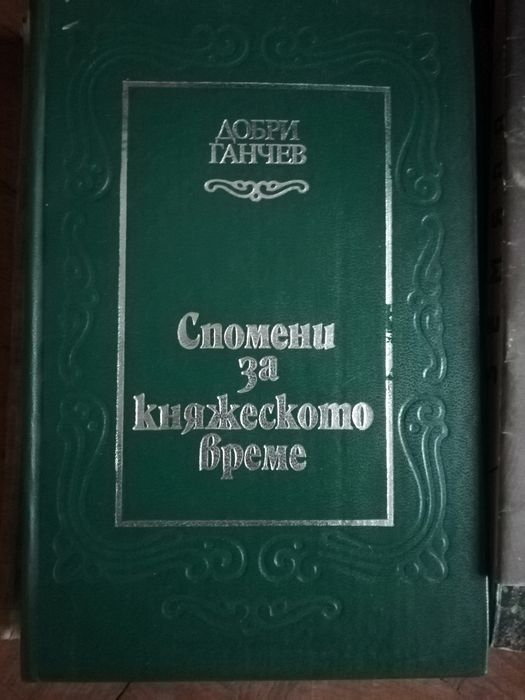 ДОБРИ
ГАНЧЕВ
Спомени
за
княжеското
време